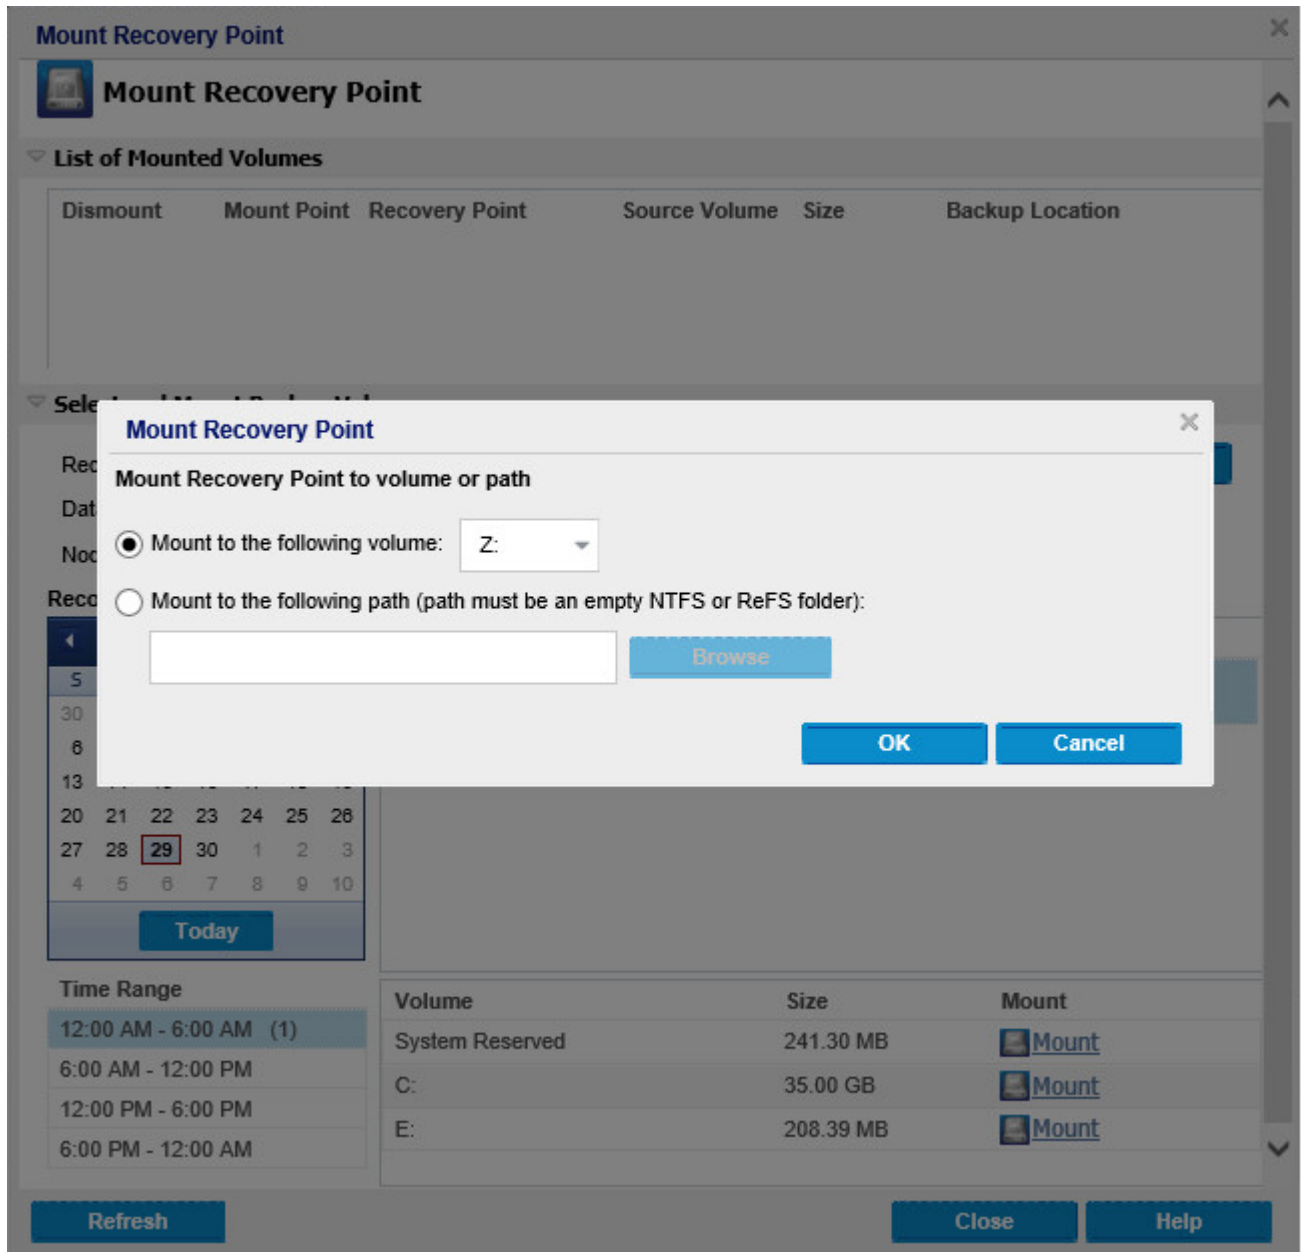 Mount Recovery Point
Mount Recovery Point
List of Mounted Volumes
Dismount Mount Point Recovery Point Source Volume Size Backup Location
Mount Recovery Point
Mount Recovery Point to volume or path
Mount to the following volume: Z:
Mount to the following path (path must be an empty NTFS or ReFS folder):
Browse
OK Cancel
S
30
6
13
20 21 22 23 24 25 26
27 28 29 30 1 2 3
4 5 6 7 8 9 10
Today
Time Range
12:00 AM - 6:00 AM (1)
6:00 AM - 12:00 PM
12:00 PM - 6:00 PM
6:00 PM - 12:00 AM
Volume Size Mount
System Reserved 241.30 MB Mount
C: 35.00 GB Mount
E: 208.39 MB Mount
Refresh Close Help